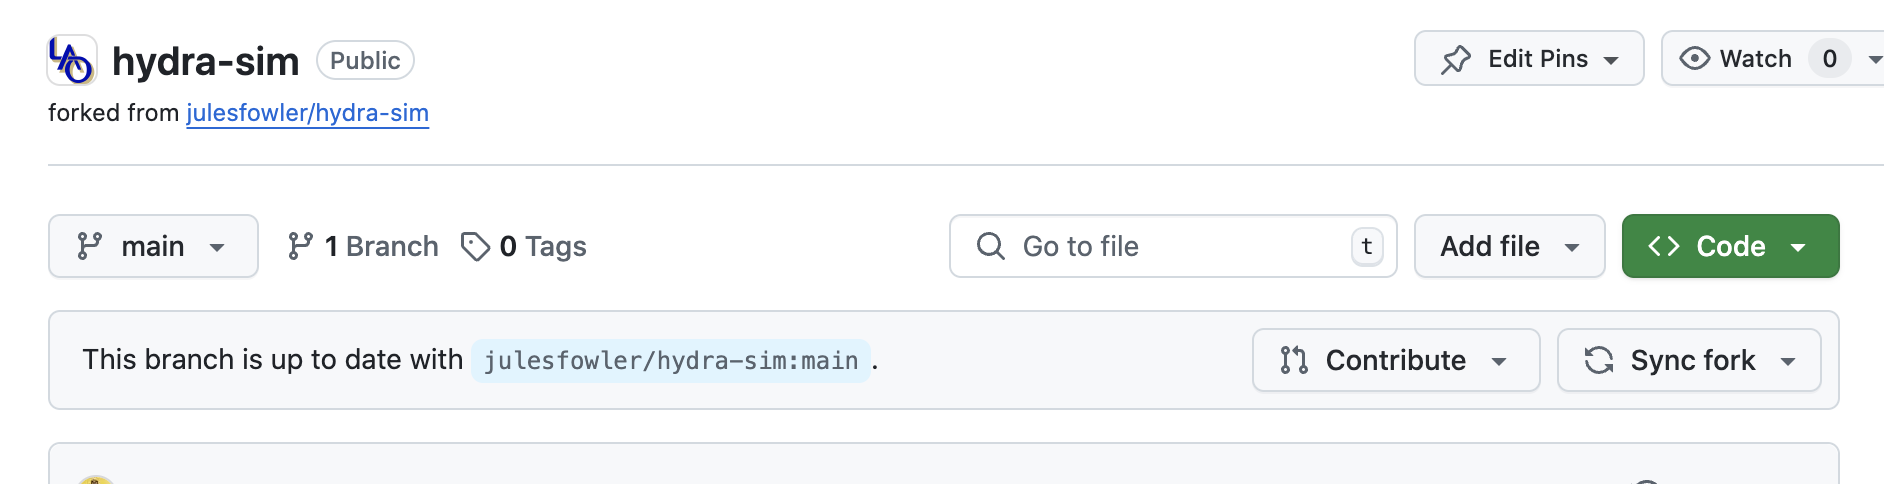 LAO
hydra-sim Public
Edit Pins
Watch 0
forked from julesfowler/hydra-sim
main
1 Branch
0 Tags
Go to file
t
Add file
Code
This branch is up to date with julesfowler/hydra-sim:main.
Contribute
Sync fork